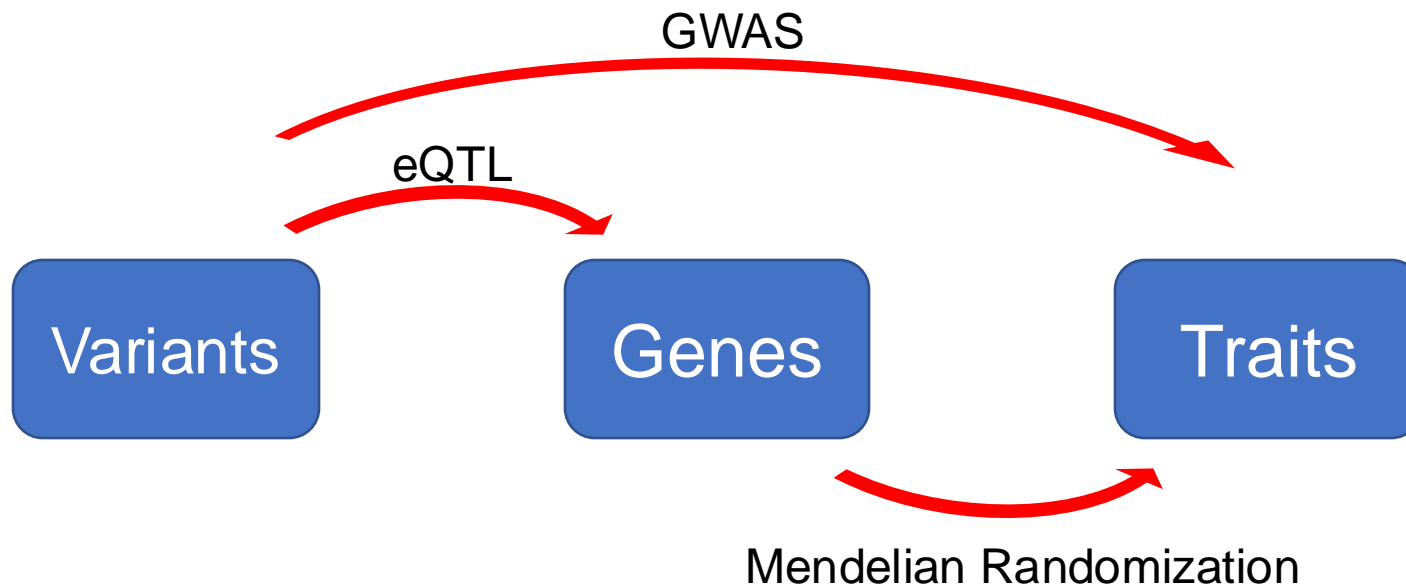 GWAS
eQTL
Variants
Genes
Traits
Mendelian Randomization